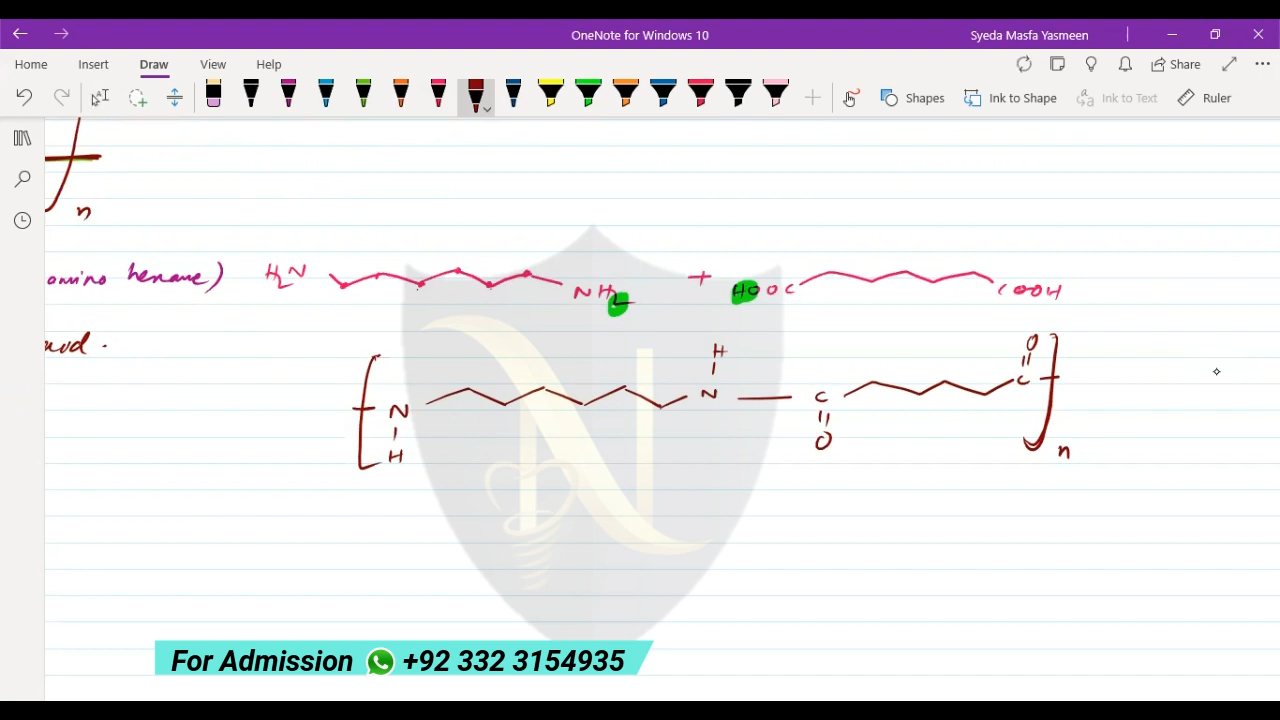 OneNote for Windows 10
Syeda Masfa Yasmeen
Home Insert Draw View Help
Share
Shapes Ink to Shape Ink to Text Ruler
n
amino hexane) H2N NH2 + HOOC COOH
H O
N N C C
H O n
For Admission +92 332 3154935